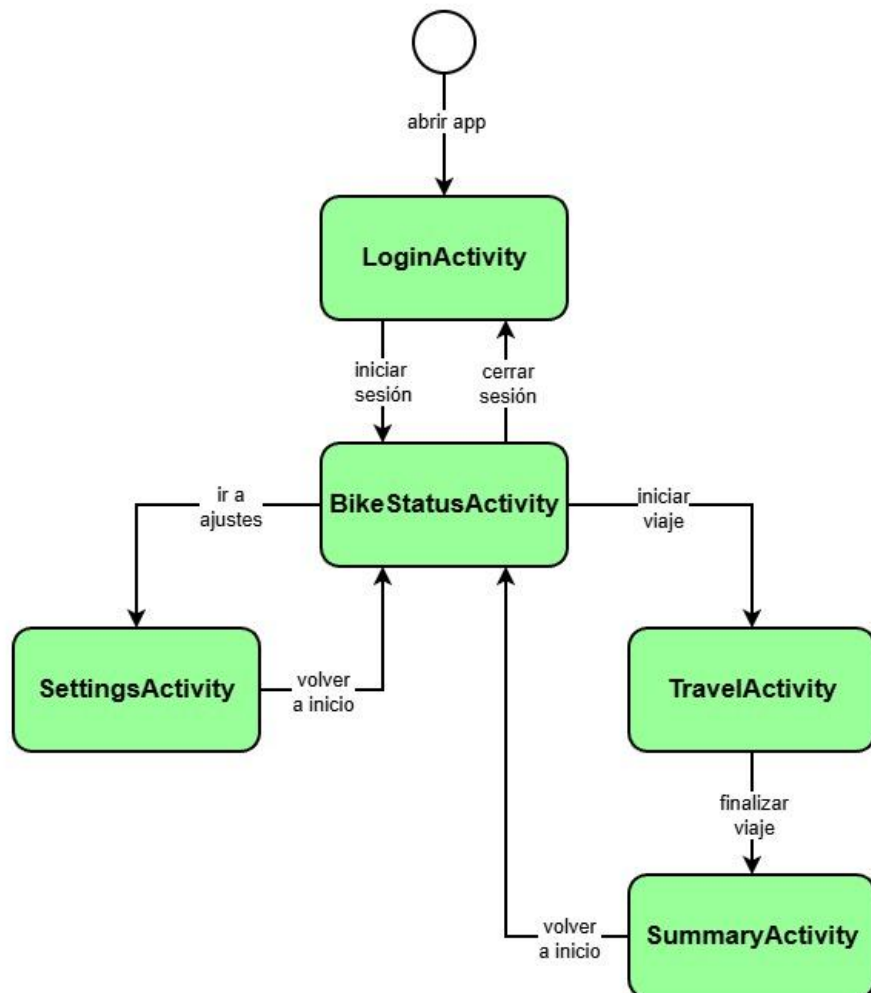 abrir app
LoginActivity
iniciar
sesión
cerrar
sesión
BikeStatusActivity
ir a
ajustes
iniciar
viaje
SettingsActivity
volver
a inicio
TravelActivity
finalizar
viaje
SummaryActivity
volver
a inicio